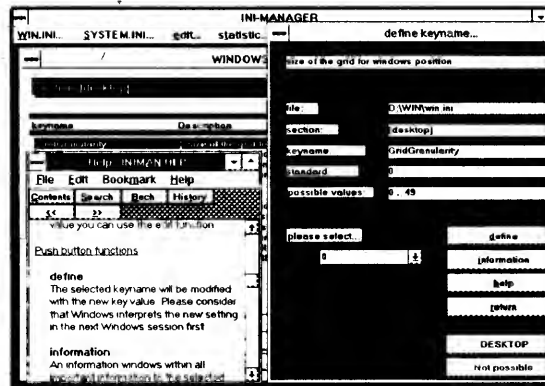 INI-MANAGER
WIN.INI... SYSTEM.INI... edit... statistic...
WINDOWS
keyname Description
Help INIMAN HLP
File Edit Bookmark Help
Contents Search Back History
<< >>
value you can use the edit function
Push button functions
define
The selected keyname will be modified
with the new key value. Please consider
that Windows interprets the new setting
in the next Windows session first
information
An information windows within all
important information to the selected
define keyname...
size of the grid for windows position
file: D:\WIN\win.ini
section: [desktop]
keyname GridGranularity
standard 0
possible values: 0 . 49
please select...
0
define
information
help
return
DESKTOP
Not possible